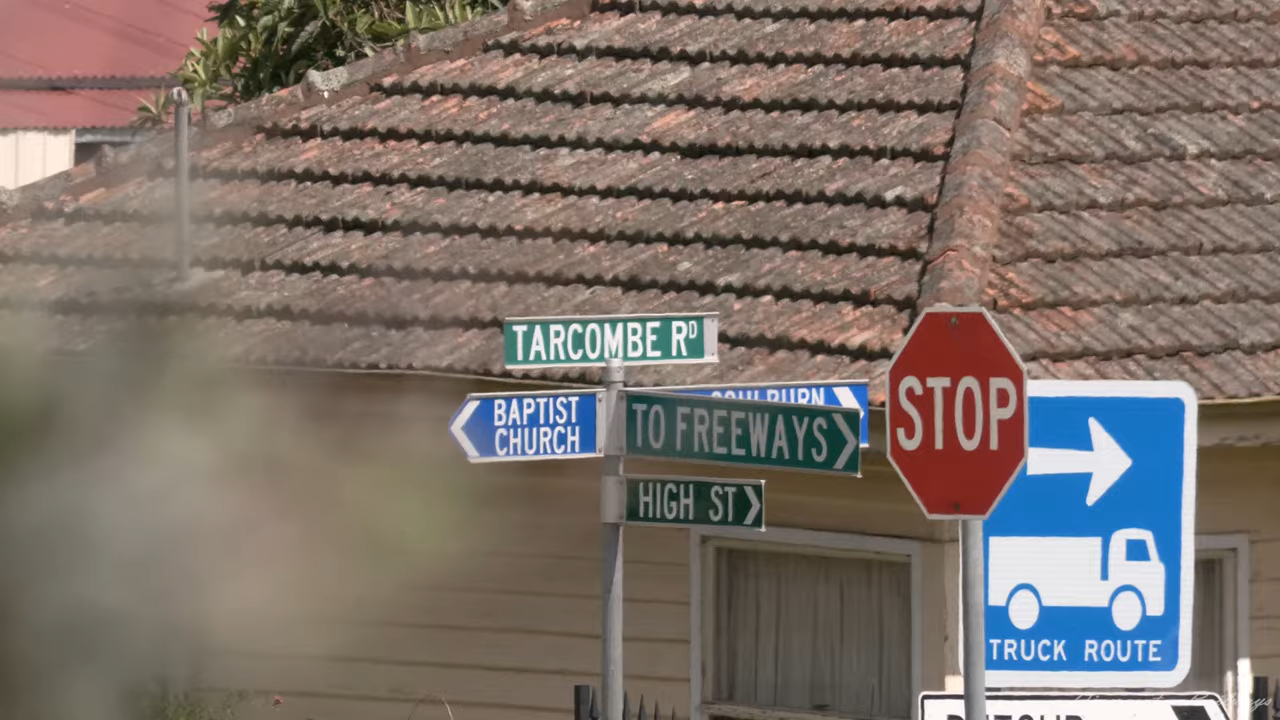 TARCOMBE RD
BAPTIST
CHURCH
TO FREEWAYS
HIGH ST
STOP
TRUCK ROUTE